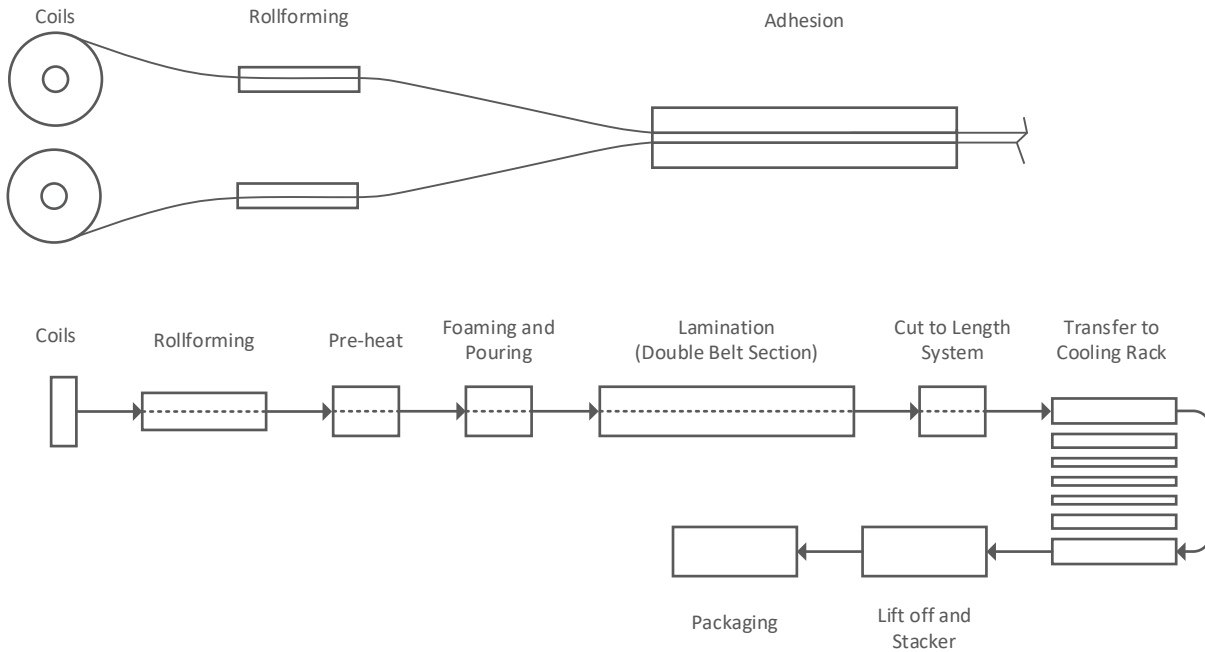 Coils
Rollforming
Adhesion
Coils
Rollforming
Pre-heat
Foaming and
Pouring
Lamination
(Double Belt Section)
Cut to Length
System
Transfer to
Cooling Rack
Packaging
Lift off and
Stacker